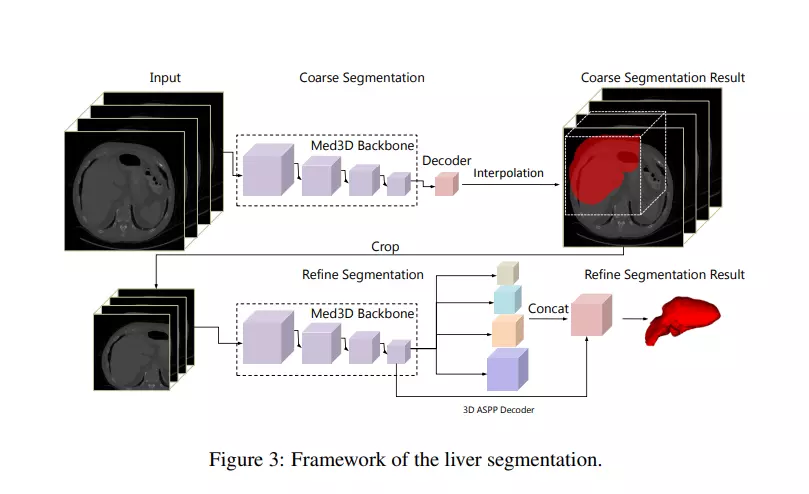 Input
Coarse Segmentation
Coarse Segmentation Result
Med3D Backbone
Decoder
Interpolation
Crop
Refine Segmentation
Refine Segmentation Result
Med3D Backbone
Concat
3D ASPP Decoder
Figure 3: Framework of the liver segmentation.